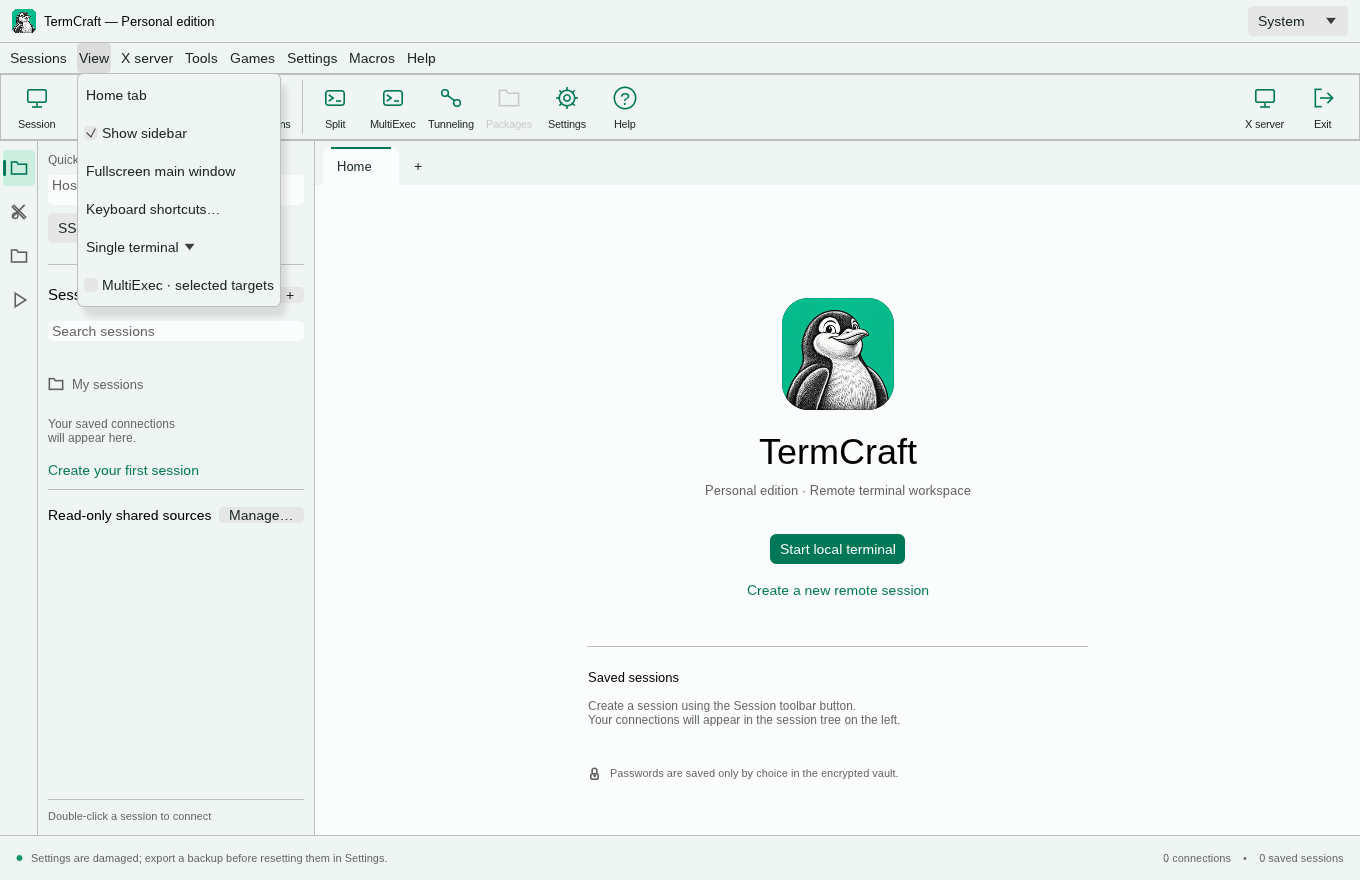 TermCraft — Personal edition
System
Sessions View X server Tools Games Settings Macros Help
Session
Split
MultiExec
Tunneling
Packages
Settings
Help
X server
Exit
Home tab
Show sidebar
Fullscreen main window
Keyboard shortcuts…
Single terminal
MultiExec · selected targets
Quick
+
Search sessions
My sessions
Your saved connections
will appear here.
Create your first session
Read-only shared sources
Manage…
Double-click a session to connect
Home
+
TermCraft
Personal edition · Remote terminal workspace
Start local terminal
Create a new remote session
Saved sessions
Create a session using the Session toolbar button.
Your connections will appear in the session tree on the left.
Passwords are saved only by choice in the encrypted vault.
Settings are damaged; export a backup before resetting them in Settings.
0 connections • 0 saved sessions